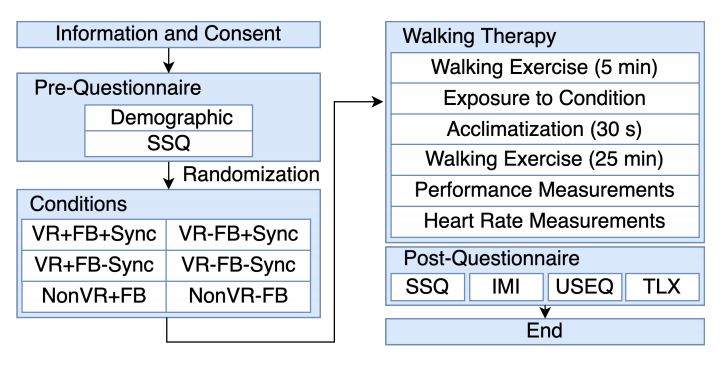 Information and Consent
Pre-Questionnaire
Demographic
SSQ
Randomization
Conditions
VR+FB+Sync
VR-FB+Sync
VR+FB-Sync
VR-FB-Sync
NonVR+FB
NonVR-FB
Walking Therapy
Walking Exercise (5 min)
Exposure to Condition
Acclimatization (30 s)
Walking Exercise (25 min)
Performance Measurements
Heart Rate Measurements
Post-Questionnaire
SSQ
IMI
USEQ
TLX
End